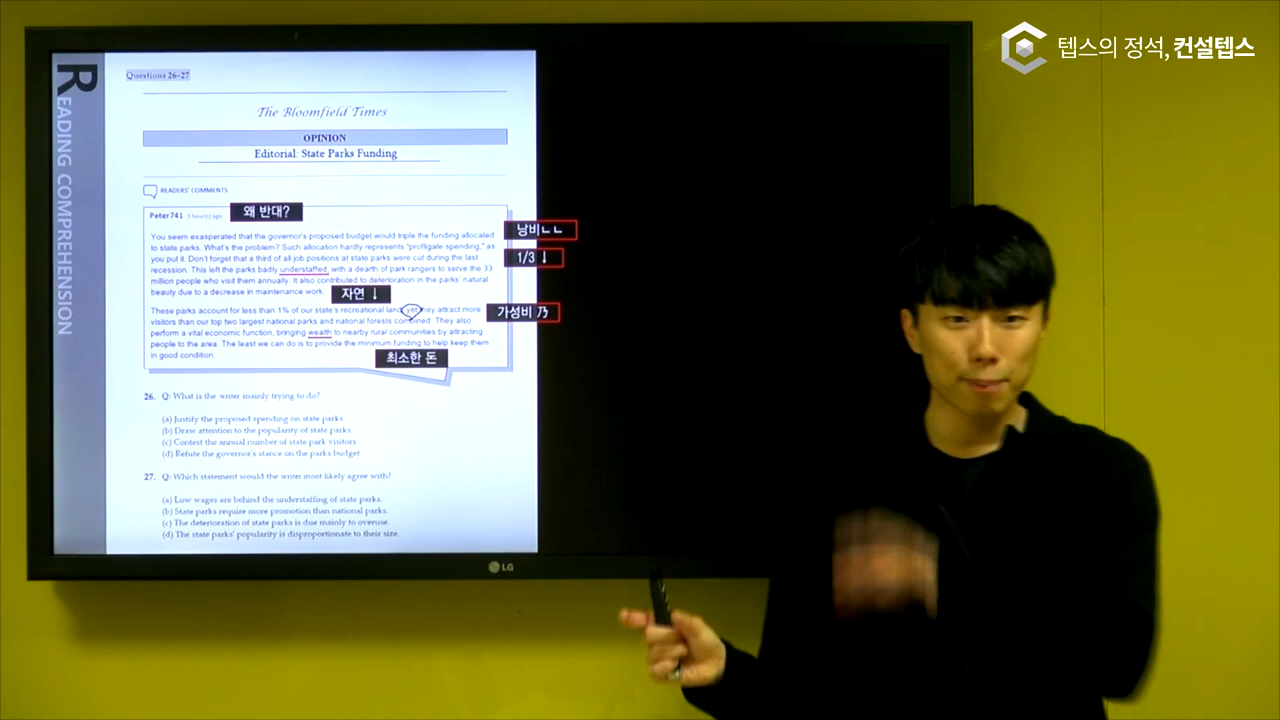 텝스의 정석, 컨설텝스
READING COMPREHENSION
Questions 26-27
The Bloomfield Times
OPINION
Editorial: State Parks Funding
READERS' COMMENTS
Peter741 5 hour(s) ago
왜 반대?
You seem exasperated that the governor's proposed budget would triple the funding allocated
낭비ㄴㄴ
to state parks. What's the problem? Such allocation hardly represents "profligate spending," as
you put it. Don't forget that a third of all job positions at state parks were cut during the last
1/3 ↓
recession. This left the parks badly understaffed, with a dearth of park rangers to serve the 33
million people who visit them annually. It also contributed to deterioration in the parks' natural
beauty due to a decrease in maintenance work.
자연 ↓
These parks account for less than 1% of our state's recreational land, yet they attract more
가성비 乃
visitors than our top two largest national parks and national forests combined. They also
perform a vital economic function, bringing wealth to nearby rural communities by attracting
people to the area. The least we can do is to provide the minimum funding to help keep them
in good condition.
최소한 돈
26. Q: What is the writer mainly trying to do?
(a) Justify the proposed spending on state parks
(b) Draw attention to the popularity of state parks
(c) Contest the annual number of state park visitors
(d) Refute the governor's stance on the parks budget
27. Q: Which statement would the writer most likely agree with?
(a) Low wages are behind the understaffing of state parks.
(b) State parks require more promotion than national parks.
(c) The deterioration of state parks is due mainly to overuse.
(d) The state parks' popularity is disproportionate to their size.
LG